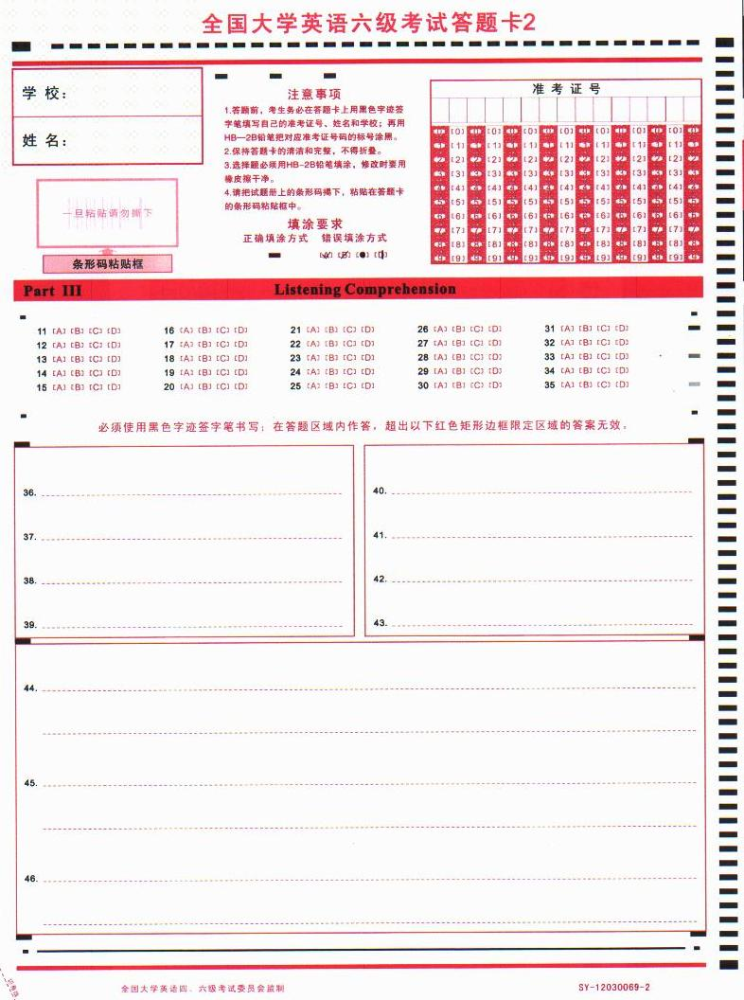 全国大学英语六级考试答题卡2
学 校：
姓 名：
一旦粘贴请勿撕下
条形码粘贴框
注意事项
1.答题前，考生务必在答题卡上用黑色字迹签
字笔填写自己的准考证号、姓名和学校；再用
HB—2B铅笔把对应准考证号码的标号涂黑。
2.保持答题卡的清洁和完整，不得折叠。
3.选择题必须用HB-2B铅笔填涂，修改时要用
橡皮擦干净。
4.请把试题册上的条形码揭下，粘贴在答题卡
的条形码粘贴框中。
填涂要求
正确填涂方式 错误填涂方式
准 考 证 号
[0] [0] [0] [0] [0] [0] [0] [0] [0] [0] [0] [0] [0] [0] [0]
[1] [1] [1] [1] [1] [1] [1] [1] [1] [1] [1] [1] [1] [1] [1]
[2] [2] [2] [2] [2] [2] [2] [2] [2] [2] [2] [2] [2] [2] [2]
[3] [3] [3] [3] [3] [3] [3] [3] [3] [3] [3] [3] [3] [3] [3]
[4] [4] [4] [4] [4] [4] [4] [4] [4] [4] [4] [4] [4] [4] [4]
[5] [5] [5] [5] [5] [5] [5] [5] [5] [5] [5] [5] [5] [5] [5]
[6] [6] [6] [6] [6] [6] [6] [6] [6] [6] [6] [6] [6] [6] [6]
[7] [7] [7] [7] [7] [7] [7] [7] [7] [7] [7] [7] [7] [7] [7]
[8] [8] [8] [8] [8] [8] [8] [8] [8] [8] [8] [8] [8] [8] [8]
[9] [9] [9] [9] [9] [9] [9] [9] [9] [9] [9] [9] [9] [9] [9]
Part III Listening Comprehension
11 [A] [B] [C] [D] 16 [A] [B] [C] [D] 21 [A] [B] [C] [D] 26 [A] [B] [C] [D] 31 [A] [B] [C] [D]
12 [A] [B] [C] [D] 17 [A] [B] [C] [D] 22 [A] [B] [C] [D] 27 [A] [B] [C] [D] 32 [A] [B] [C] [D]
13 [A] [B] [C] [D] 18 [A] [B] [C] [D] 23 [A] [B] [C] [D] 28 [A] [B] [C] [D] 33 [A] [B] [C] [D]
14 [A] [B] [C] [D] 19 [A] [B] [C] [D] 24 [A] [B] [C] [D] 29 [A] [B] [C] [D] 34 [A] [B] [C] [D]
15 [A] [B] [C] [D] 20 [A] [B] [C] [D] 25 [A] [B] [C] [D] 30 [A] [B] [C] [D] 35 [A] [B] [C] [D]
必须使用黑色字迹签字笔书写；在答题区域内作答，超出以下红色矩形边框限定区域的答案无效。
36.
37.
38.
39.
40.
41.
42.
43.
44.
45.
46.
全国大学英语四、六级考试委员会监制
SY-12030069-2